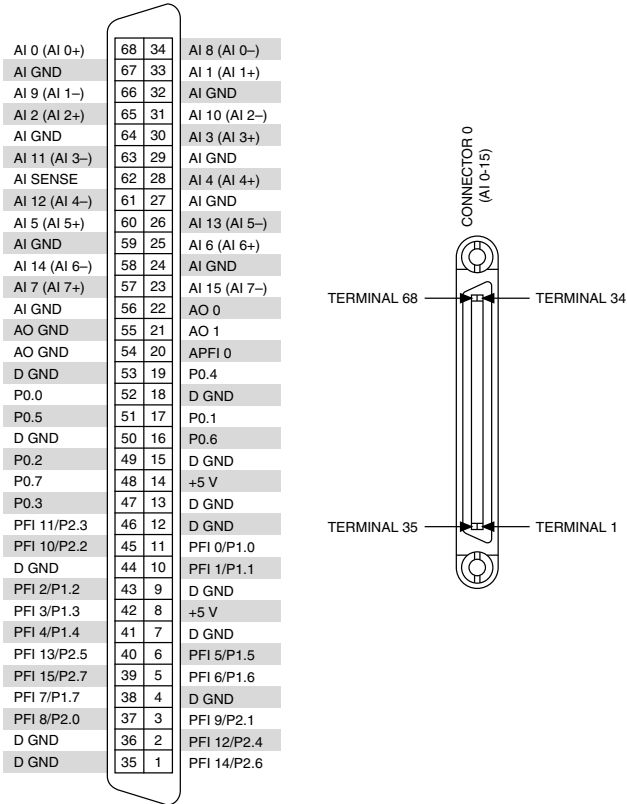 AI 0 (AI 0+) 68 34 AI 8 (AI 0–)
AI GND 67 33 AI 1 (AI 1+)
AI 9 (AI 1–) 66 32 AI GND
AI 2 (AI 2+) 65 31 AI 10 (AI 2–)
AI GND 64 30 AI 3 (AI 3+)
AI 11 (AI 3–) 63 29 AI GND
AI SENSE 62 28 AI 4 (AI 4+)
AI 12 (AI 4–) 61 27 AI GND
AI 5 (AI 5+) 60 26 AI 13 (AI 5–)
AI GND 59 25 AI 6 (AI 6+)
AI 14 (AI 6–) 58 24 AI GND
AI 7 (AI 7+) 57 23 AI 15 (AI 7–)
AI GND 56 22 AO 0
AO GND 55 21 AO 1
AO GND 54 20 APFI 0
D GND 53 19 P0.4
P0.0 52 18 D GND
P0.5 51 17 P0.1
D GND 50 16 P0.6
P0.2 49 15 D GND
P0.7 48 14 +5 V
P0.3 47 13 D GND
PFI 11/P2.3 46 12 D GND
PFI 10/P2.2 45 11 PFI 0/P1.0
D GND 44 10 PFI 1/P1.1
PFI 2/P1.2 43 9 D GND
PFI 3/P1.3 42 8 +5 V
PFI 4/P1.4 41 7 D GND
PFI 13/P2.5 40 6 PFI 5/P1.5
PFI 15/P2.7 39 5 PFI 6/P1.6
PFI 7/P1.7 38 4 D GND
PFI 8/P2.0 37 3 PFI 9/P2.1
D GND 36 2 PFI 12/P2.4
D GND 35 1 PFI 14/P2.6
CONNECTOR 0
(AI 0-15)
TERMINAL 68
TERMINAL 34
TERMINAL 35
TERMINAL 1